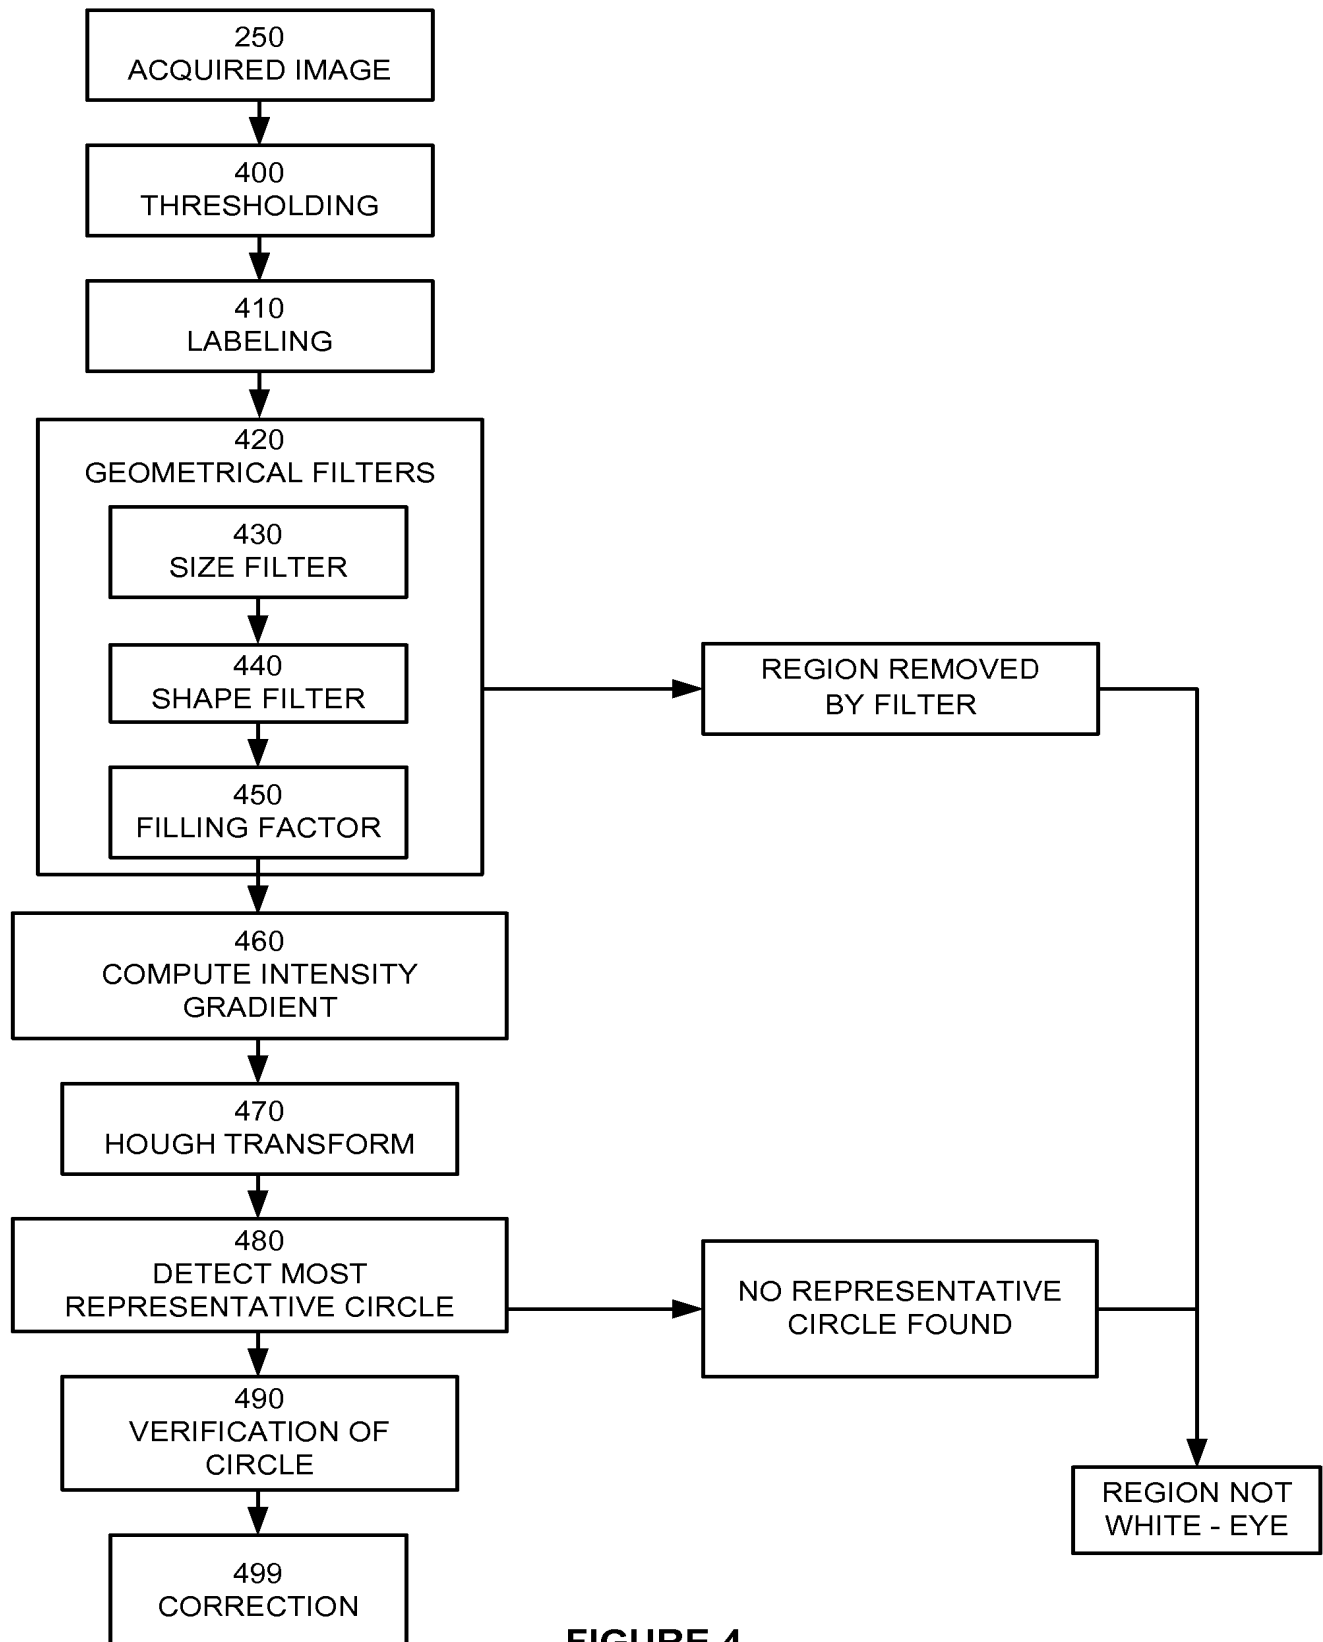 250
ACQUIRED IMAGE
400
THRESHOLDING
410
LABELING
420
GEOMETRICAL FILTERS
430
SIZE FILTER
440
SHAPE FILTER
450
FILLING FACTOR
REGION REMOVED
BY FILTER
460
COMPUTE INTENSITY
GRADIENT
470
HOUGH TRANSFORM
480
DETECT MOST
REPRESENTATIVE CIRCLE
NO REPRESENTATIVE
CIRCLE FOUND
490
VERIFICATION OF
CIRCLE
REGION NOT
WHITE - EYE
499
CORRECTION
FIGURE 4